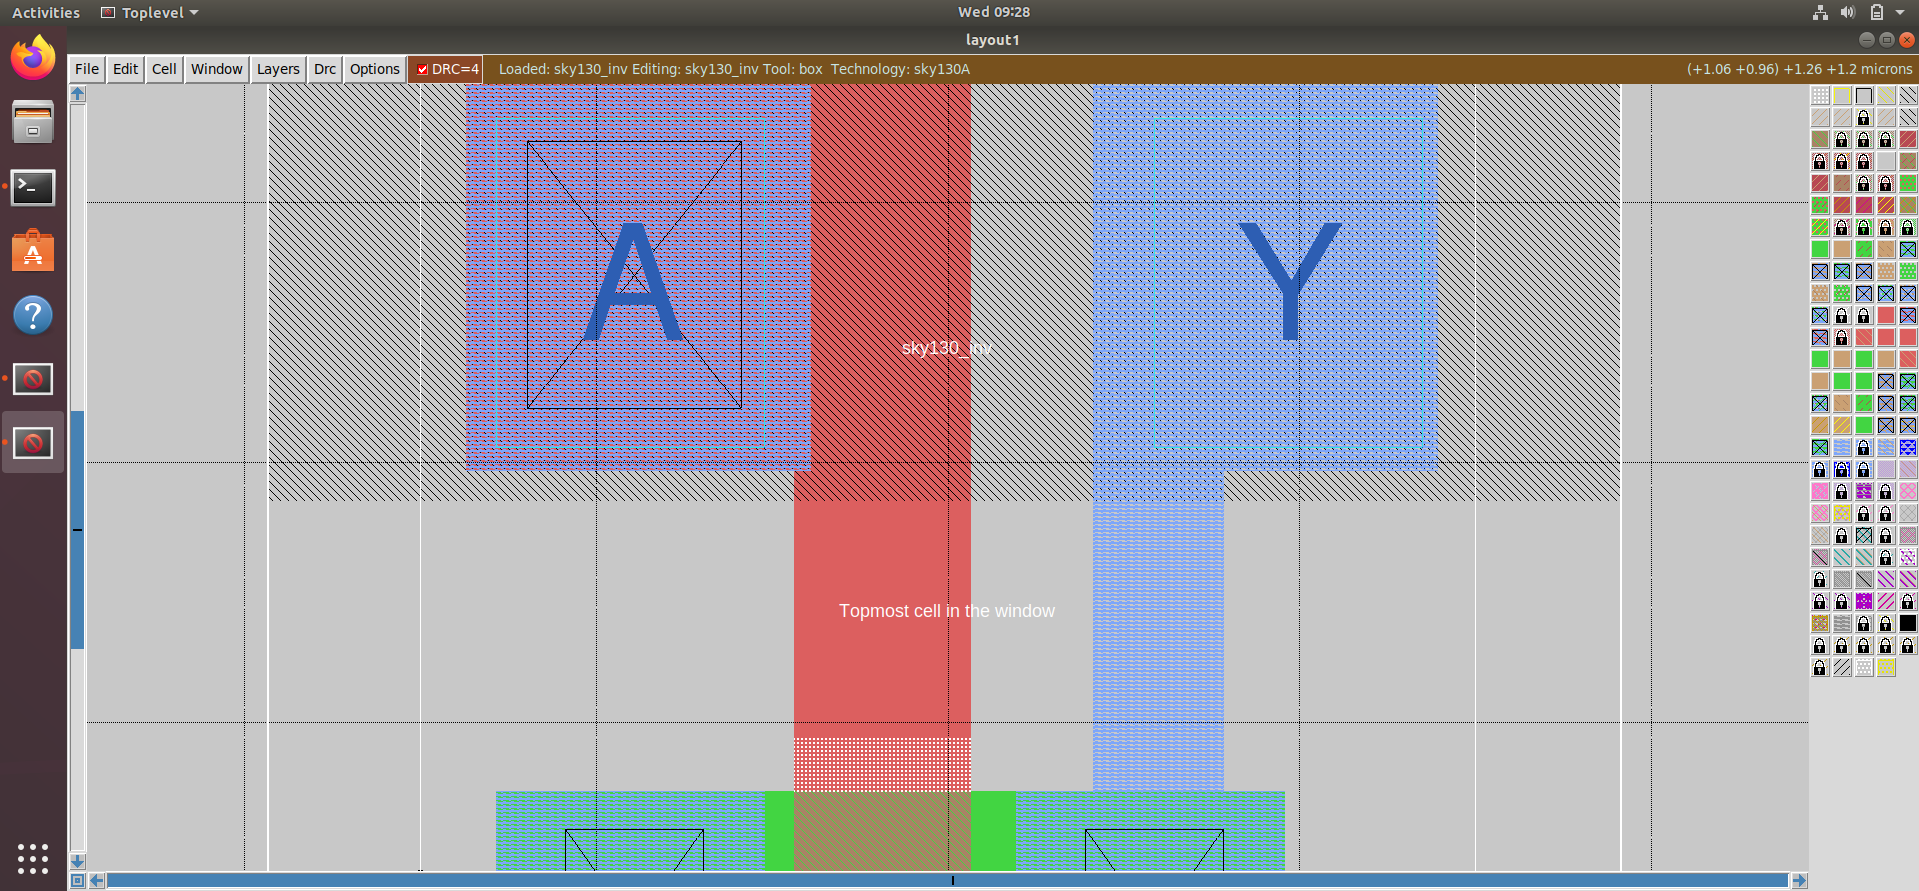 Activities Toplevel Wed 09:28
layout1
File Edit Cell Window Layers Drc Options DRC=4 Loaded: sky130_inv Editing: sky130_inv Tool: box Technology: sky130A (+1.06 +0.96) +1.26 +1.2 microns
A Y
sky130_inv
Topmost cell in the window